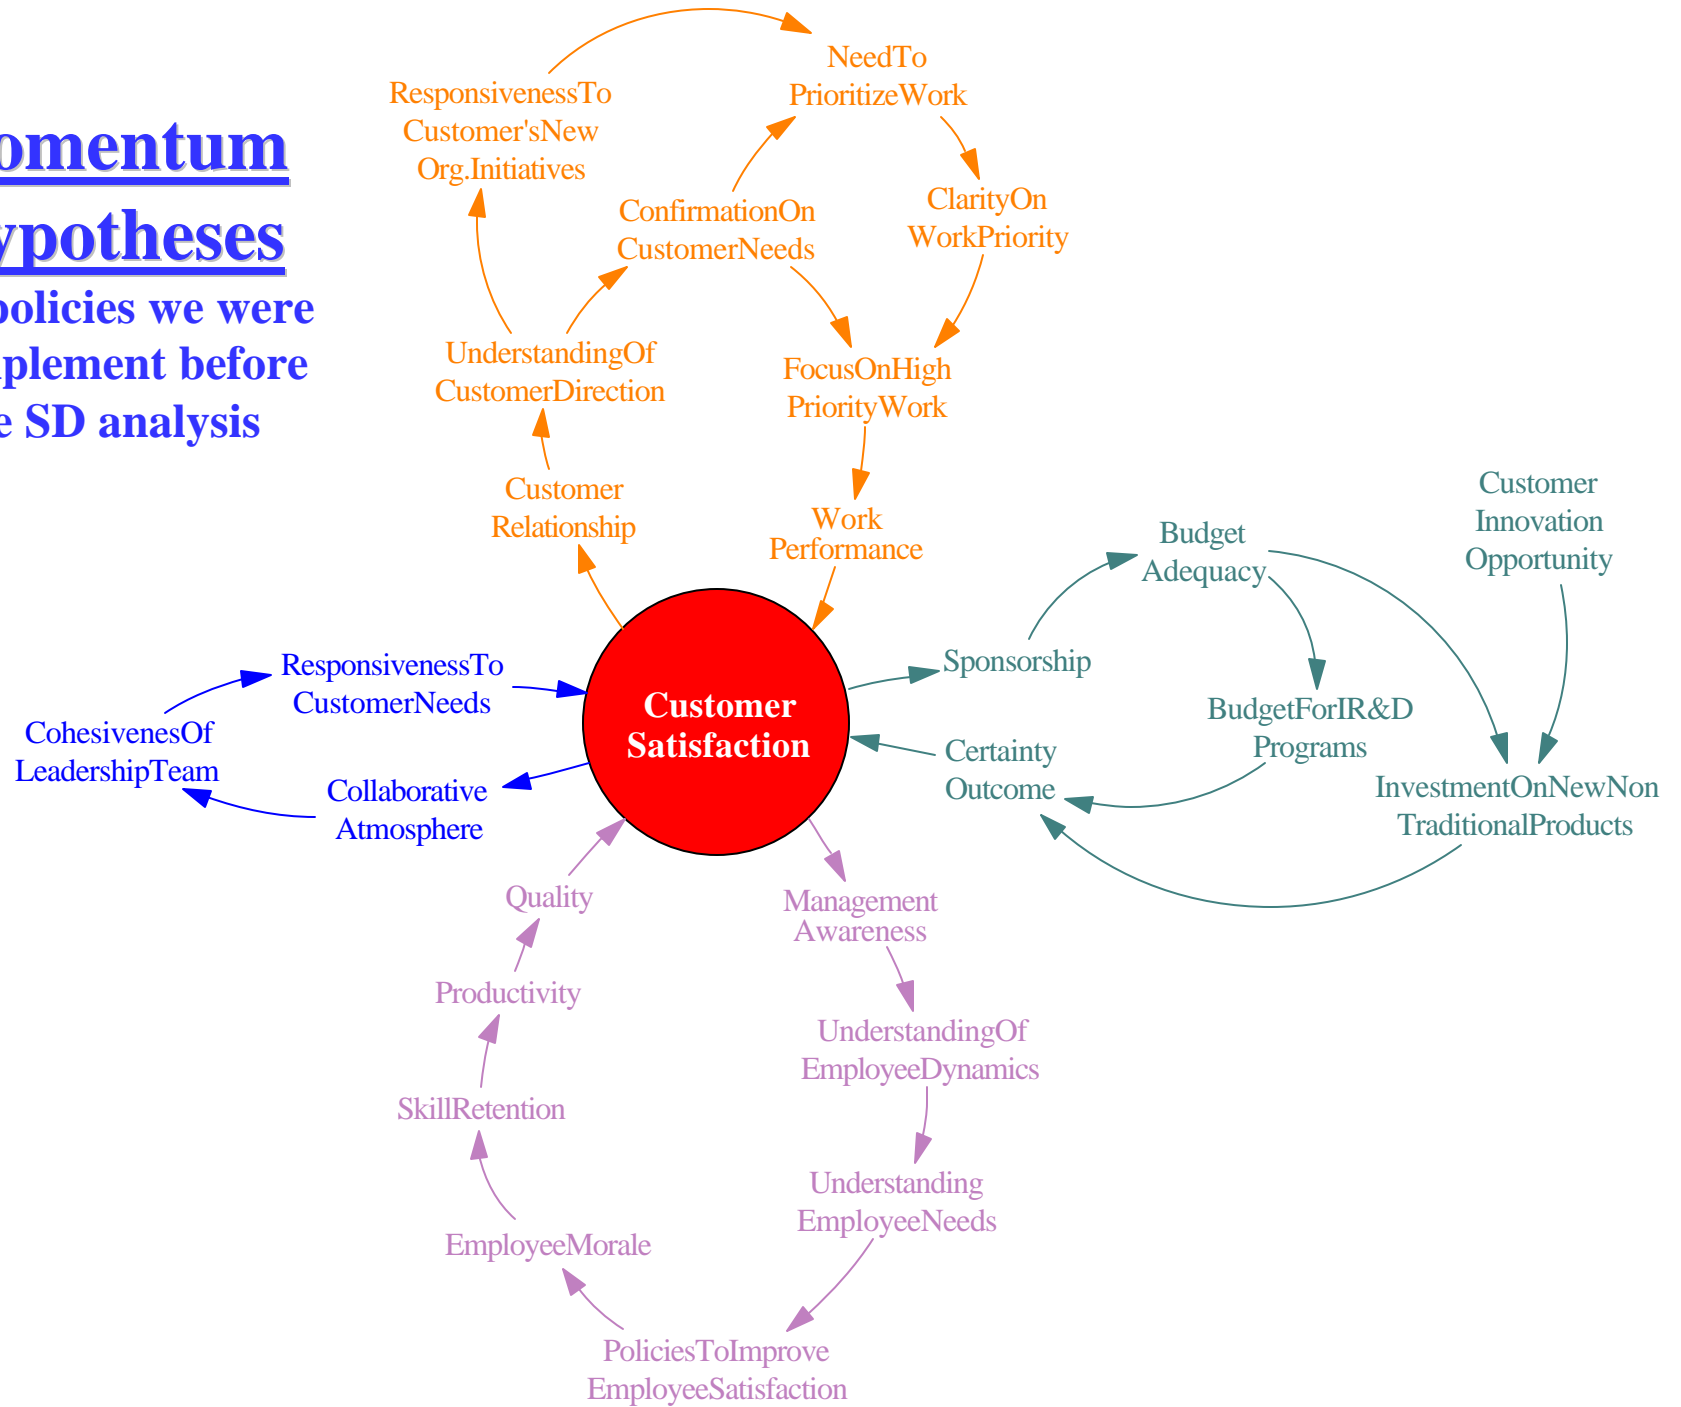 omentum
ypotheses
policies we were
plement before
e SD analysis
NeedTo
PrioritizeWork
ResponsivenessTo
Customer'sNew
Org.Initiatives
ConfirmationOn
CustomerNeeds
ClarityOn
WorkPriority
UnderstandingOf
CustomerDirection
FocusOnHigh
PriorityWork
Customer
Relationship
Work
Performance
Budget
Adequacy
Customer
Innovation
Opportunity
Sponsorship
ResponsivenessTo
CustomerNeeds
Customer
Satisfaction
BudgetForIR&D
Programs
CohesivenesOf
LeadershipTeam
Certainty
Outcome
Collaborative
Atmosphere
InvestmentOnNewNon
TraditionalProducts
Quality
Management
Awareness
Productivity
UnderstandingOf
EmployeeDynamics
SkillRetention
Understanding
EmployeeNeeds
EmployeeMorale
PoliciesToImprove
EmployeeSatisfaction